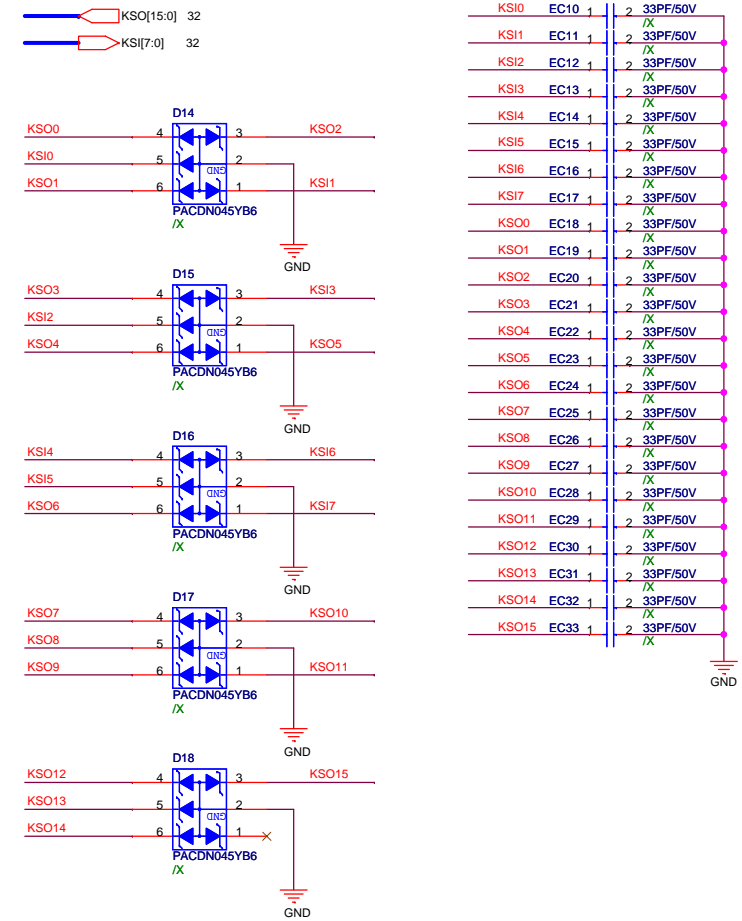 KSO[15:0] 32
KSI[7:0] 32
D14
KSO0 4 3 KSO2
KSI0 5 2
GND
KSO1 6 1 KSI1
PACDN045YB6
/X
GND
D15
KSO3 4 3 KSI3
KSI2 5 2
GND
KSO4 6 1 KSO5
PACDN045YB6
/X
GND
D16
KSI4 4 3 KSI6
KSI5 5 2
GND
KSO6 6 1 KSI7
PACDN045YB6
/X
GND
D17
KSO7 4 3 KSO10
KSO8 5 2
GND
KSO9 6 1 KSO11
PACDN045YB6
/X
GND
D18
KSO12 4 3 KSO15
KSO13 5 2
GND
KSO14 6 1
PACDN045YB6
/X
GND
KSI0 EC10 1 2 33PF/50V
/X
KSI1 EC11 1 2 33PF/50V
/X
KSI2 EC12 1 2 33PF/50V
/X
KSI3 EC13 1 2 33PF/50V
/X
KSI4 EC14 1 2 33PF/50V
/X
KSI5 EC15 1 2 33PF/50V
/X
KSI6 EC16 1 2 33PF/50V
/X
KSI7 EC17 1 2 33PF/50V
/X
KSO0 EC18 1 2 33PF/50V
/X
KSO1 EC19 1 2 33PF/50V
/X
KSO2 EC20 1 2 33PF/50V
/X
KSO3 EC21 1 2 33PF/50V
/X
KSO4 EC22 1 2 33PF/50V
/X
KSO5 EC23 1 2 33PF/50V
/X
KSO6 EC24 1 2 33PF/50V
/X
KSO7 EC25 1 2 33PF/50V
/X
KSO8 EC26 1 2 33PF/50V
/X
KSO9 EC27 1 2 33PF/50V
/X
KSO10 EC28 1 2 33PF/50V
/X
KSO11 EC29 1 2 33PF/50V
/X
KSO12 EC30 1 2 33PF/50V
/X
KSO13 EC31 1 2 33PF/50V
/X
KSO14 EC32 1 2 33PF/50V
/X
KSO15 EC33 1 2 33PF/50V
/X
GND